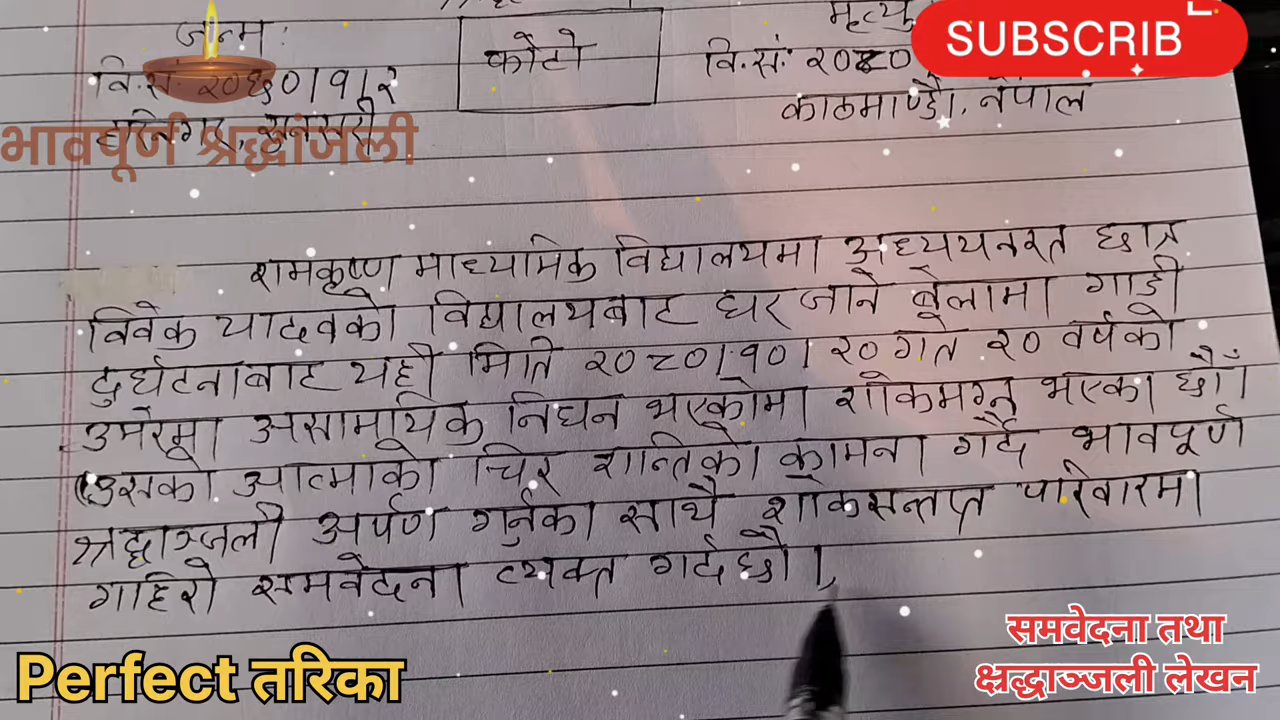 जन्मः
मृत्यु
SUBSCRIB
फोटो
वि.सं. २०६०।१।२
वि.सं: २०८०
काठमाण्डौ, नेपाल
भावपूर्ण श्रद्धांजली
रामकृष्ण माध्यामिक विद्यालयमा अध्ययनरत छात्र
विवेक यादवको विद्यालयबाट घर जाने बेलामा गाडी
दुर्घटनाबाट यही मिति २०८०।१०।२० गते २० वर्षको
उमेरमा असामयिक निधन भएकोमा शोकमग्न भएका छौँ।
उसको आत्माको चिर शान्तिको कामना गर्दै भावपूर्ण
श्रद्धाञ्जली अर्पण गर्नुका साथै शोकसन्तप्त परिवारमा
गहिरो समवेदना व्यक्त गर्दछौ।
Perfect तरिका
समवेदना तथा
क्षद्धाञ्जली लेखन